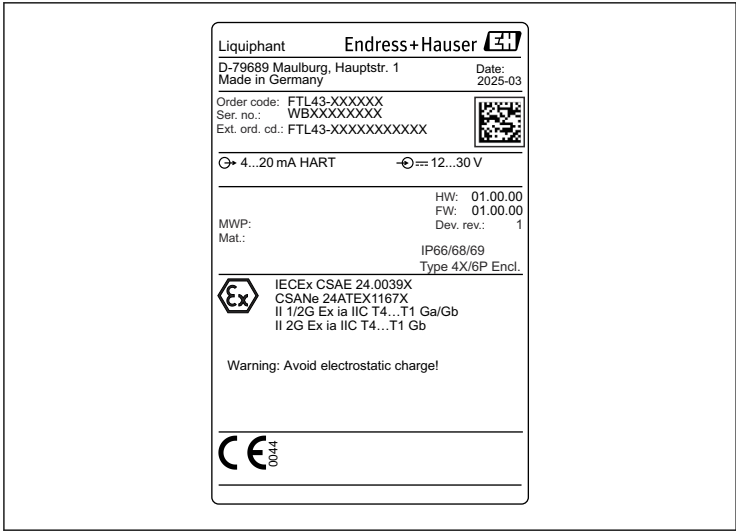 Liquiphant Endress+Hauser EH
D-79689 Maulburg, Hauptstr. 1
Made in Germany
Date:
2025-03
Order code: FTL43-XXXXXX
Ser. no.: WBXXXXXXXX
Ext. ord. cd.: FTL43-XXXXXXXXXXX
4...20 mA HART 12...30 V
HW: 01.00.00
FW: 01.00.00
MWP: Dev. rev.: 1
Mat.:
IP66/68/69
Type 4X/6P Encl.
Ex
IECEx CSAE 24.0039X
CSANe 24ATEX1167X
II 1/2G Ex ia IIC T4...T1 Ga/Gb
II 2G Ex ia IIC T4...T1 Gb
Warning: Avoid electrostatic charge!
CE 0044